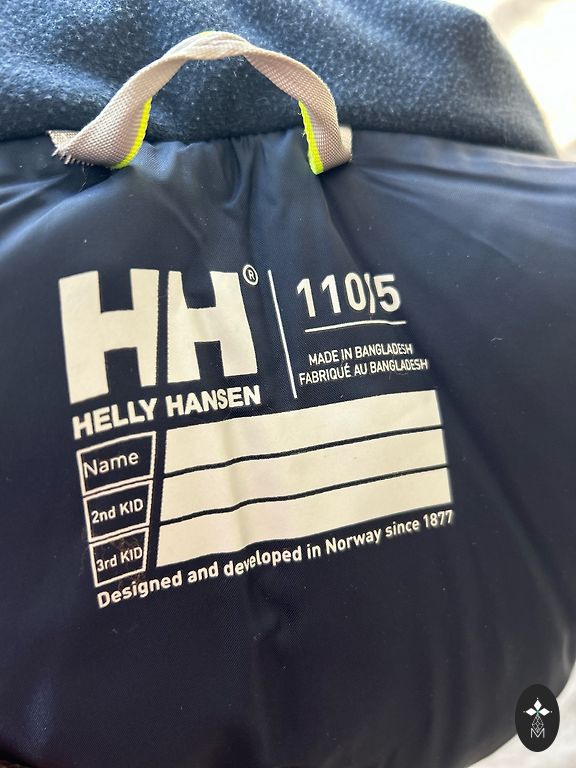 HH®
HELLY HANSEN
110/5
MADE IN BANGLADESH
FABRIQUÉ AU BANGLADESH
Name
2nd KID
3rd KID
Designed and developed in Norway since 1877
M